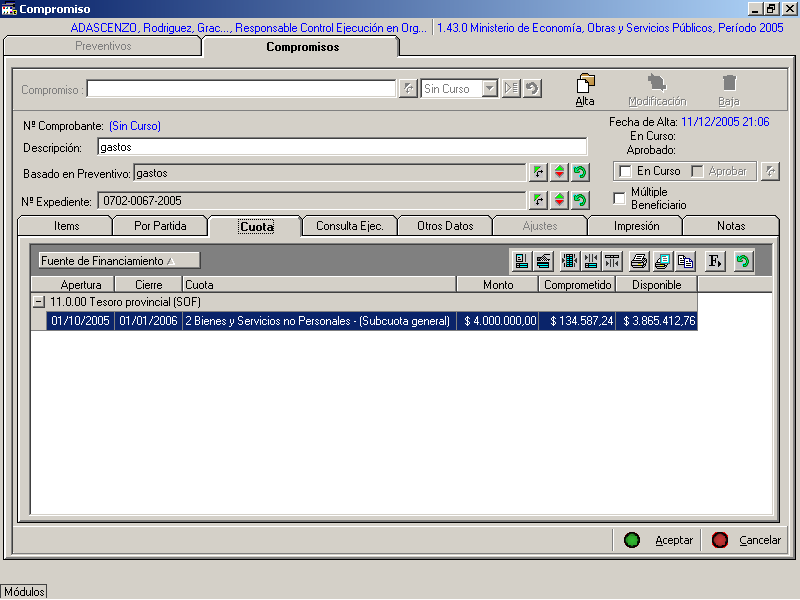 Compromiso
ADASCENZO, Rodriguez, Grac..., Responsable Control Ejecución en Org... 1.43.0 Ministerio de Economía, Obras y Servicios Públicos, Período 2005
Preventivos Compromisos
Compromiso : Sin Curso Alta Modificación Baja
Nº Comprobante: (Sin Curso) Fecha de Alta: 11/12/2005 21:06
En Curso:
Aprobado:
Descripción: gastos
Basado en Preventivo: gastos En Curso Aprobar
Nº Expediente: 0702-0067-2005 Múltiple Beneficiario
Items Por Partida Cuota Consulta Ejec. Otros Datos Ajustes Impresión Notas
Fuente de Financiamiento
Apertura Cierre Cuota Monto Comprometido Disponible
11.0.00 Tesoro provincial (SOF)
01/10/2005 01/01/2006 2 Bienes y Servicios no Personales - (Subcuota general) $ 4.000.000,00 $ 134.587,24 $ 3.865.412,76
Aceptar Cancelar
Módulos